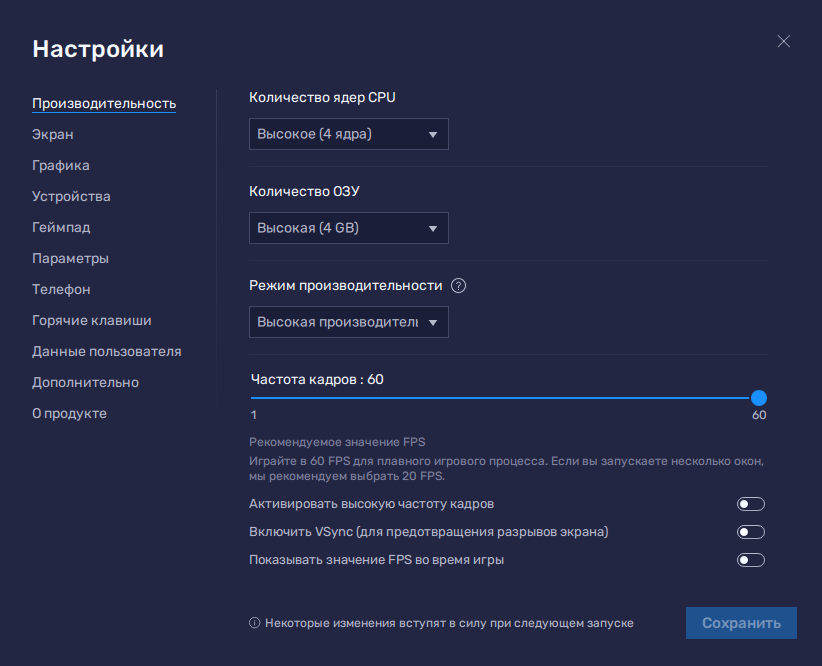 Настройки
Производительность
Экран
Графика
Устройства
Геймпад
Параметры
Телефон
Горячие клавиши
Данные пользователя
Дополнительно
О продукте
Количество ядер CPU
Высокое (4 ядра)
Количество ОЗУ
Высокая (4 GB)
Режим производительности ?
Высокая производител
Частота кадров : 60
1 60
Рекомендуемое значение FPS
Играйте в 60 FPS для плавного игрового процесса. Если вы запускаете несколько окон,
мы рекомендуем выбрать 20 FPS.
Активировать высокую частоту кадров
Включить VSync (для предотвращения разрывов экрана)
Показывать значение FPS во время игры
Некоторые изменения вступят в силу при следующем запуске
Сохранить